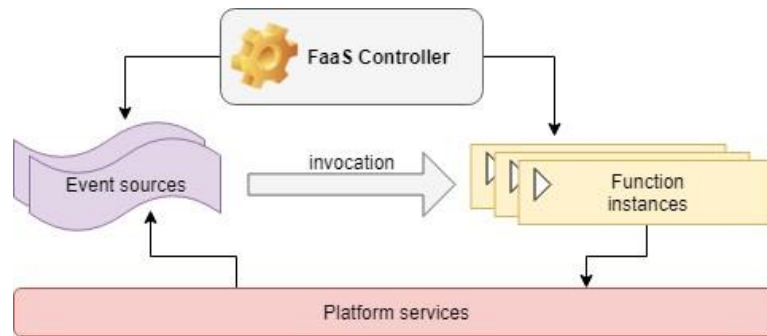 FaaS Controller
invocation
Event sources
Function
instances
Platform services